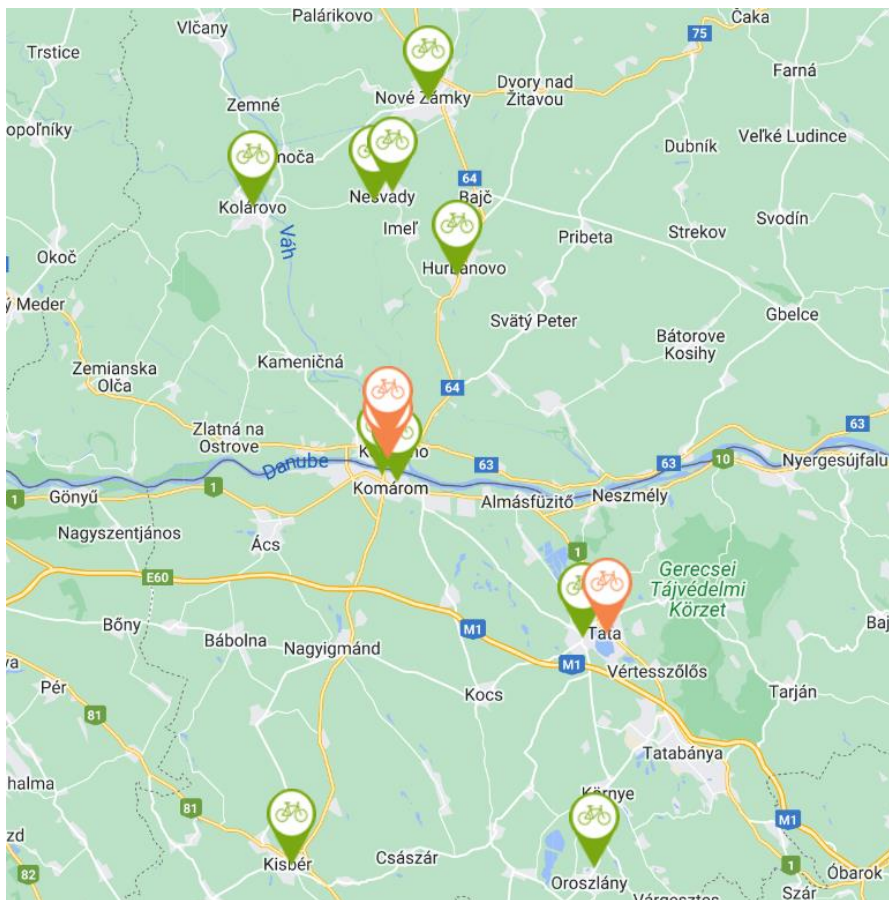 Palárikovo
Čaka
Vlčany
75
Trstice
Farná
Nové Zámky
Dvory nad
Žitavou
Zemné
opoľníky
Dubník
Veľké Ludince
moča
64
Bajč
Kolárovo
Nesvady
Svodín
Imeľ
Strekov
Pribeta
Váh
Okoč
Hurbanovo
ý Meder
Gbelce
Svätý Peter
Bátorove
Kosihy
Kameničná
Zemianska
Olča
64
Zlatná na
Ostrove
63
Danube
63
63
10
Nyergesújfalu
Komárom
1
1
Gönyű
Almásfüzitő
Neszmély
Nagyszentjános
Ács
1
Gerecsei
Tájvédelmi
Körzet
E60
Bőny
Baj
M1
Tata
Bábolna
Nagyigmánd
M1
Vértesszőlős
Pér
Kocs
Tarján
81
Tatabánya
halma
Környe
81
M1
zd
Kisbér
Császár
1
Óbarok
82
Oroszlány
Szár
Várgesztes